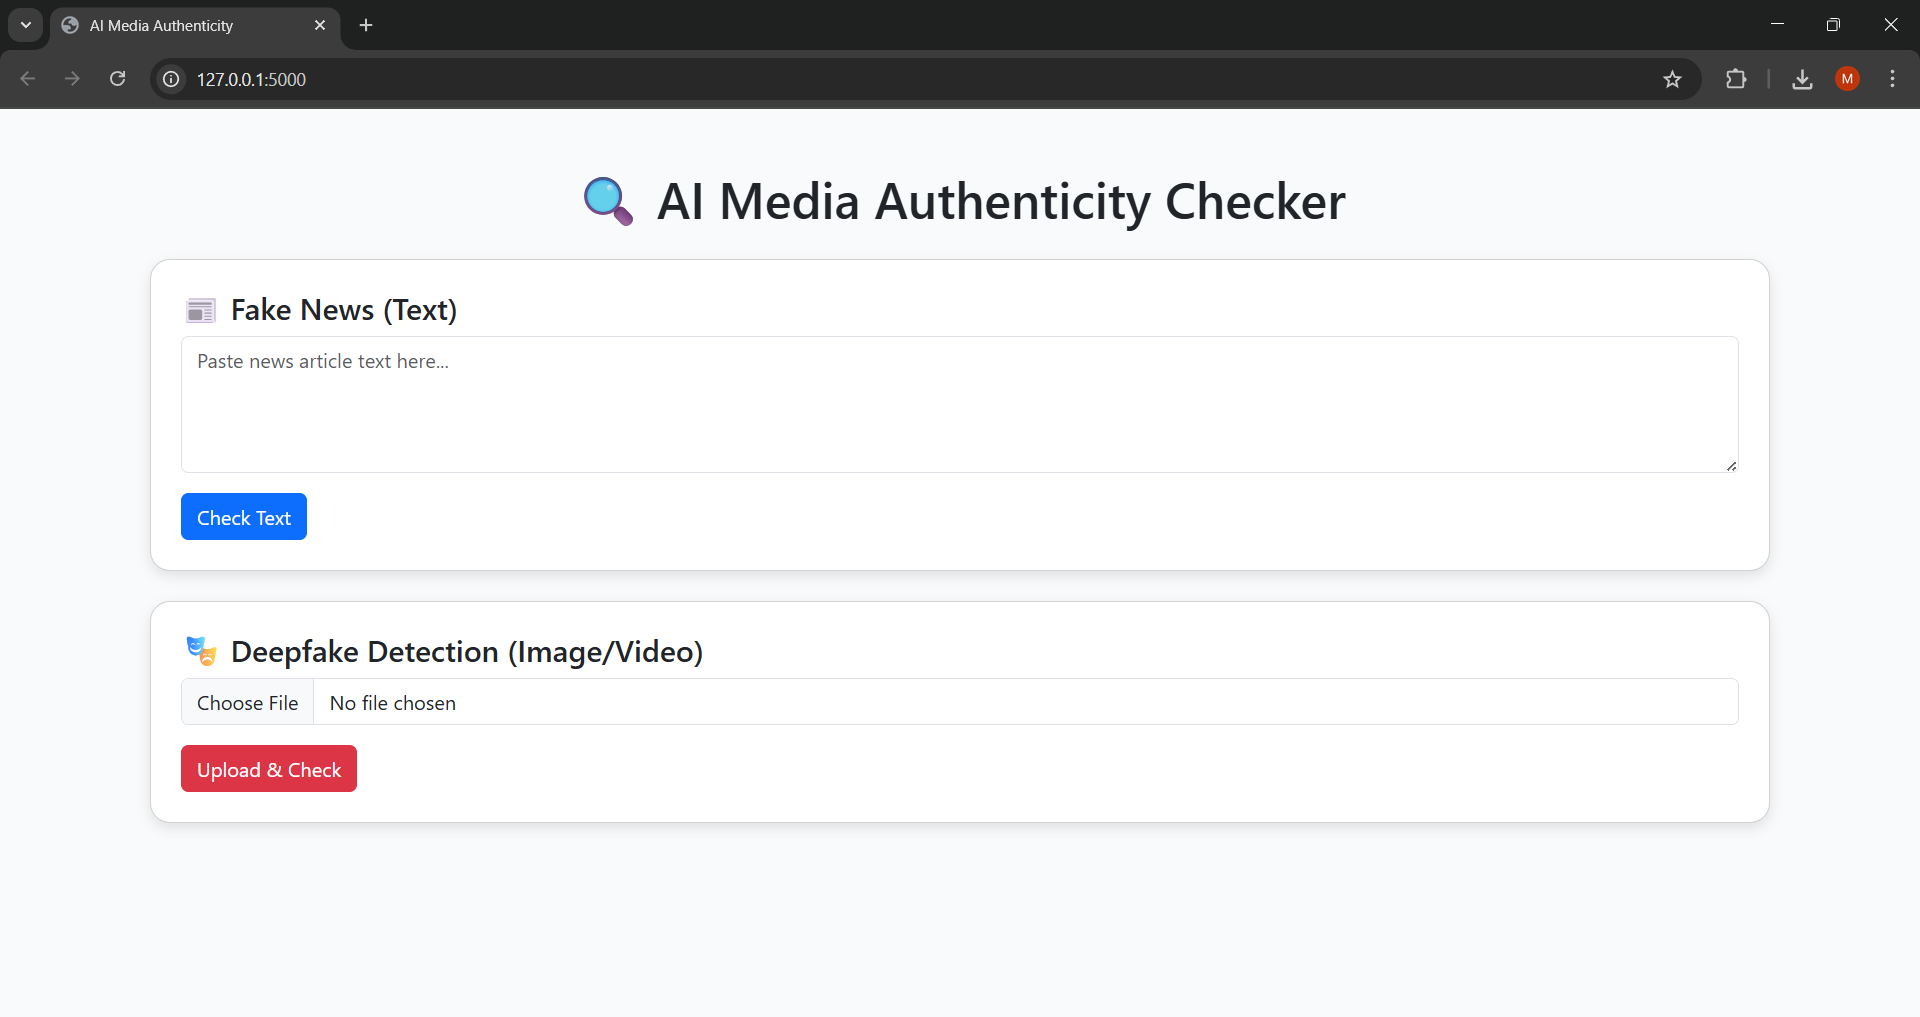 AI Media Authenticity
127.0.0.1:5000
M
AI Media Authenticity Checker
Fake News (Text)
Paste news article text here...
Check Text
Deepfake Detection (Image/Video)
Choose File No file chosen
Upload & Check